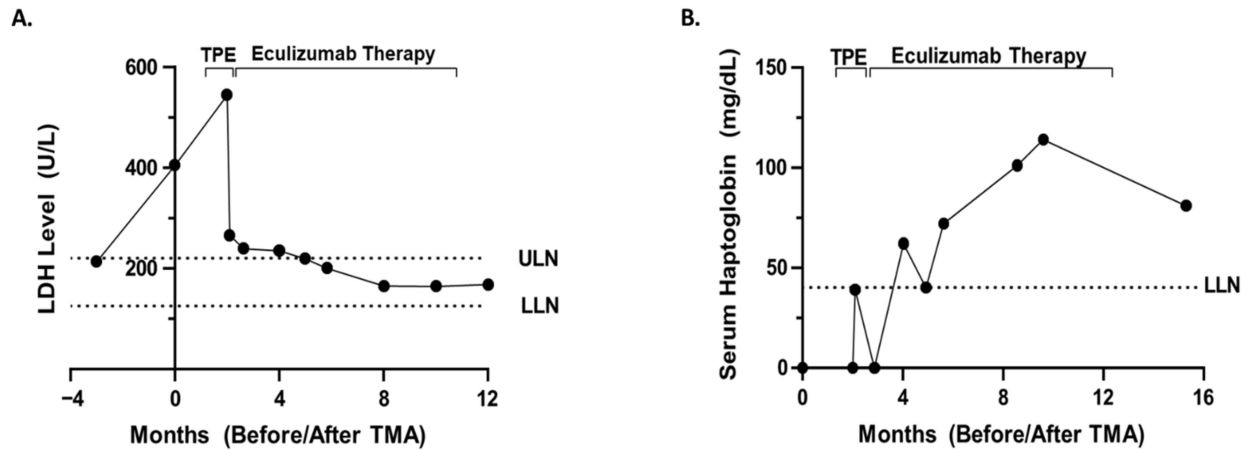 A.
TPE Eculizumab Therapy
600
400
200
LDH Level (U/L)
ULN
LLN
−4 0 4 8 12
Months (Before/After TMA)
B.
TPE Eculizumab Therapy
150
100
50
0
Serum Haptoglobin (mg/dL)
LLN
0 4 8 12 16
Months (Before/After TMA)